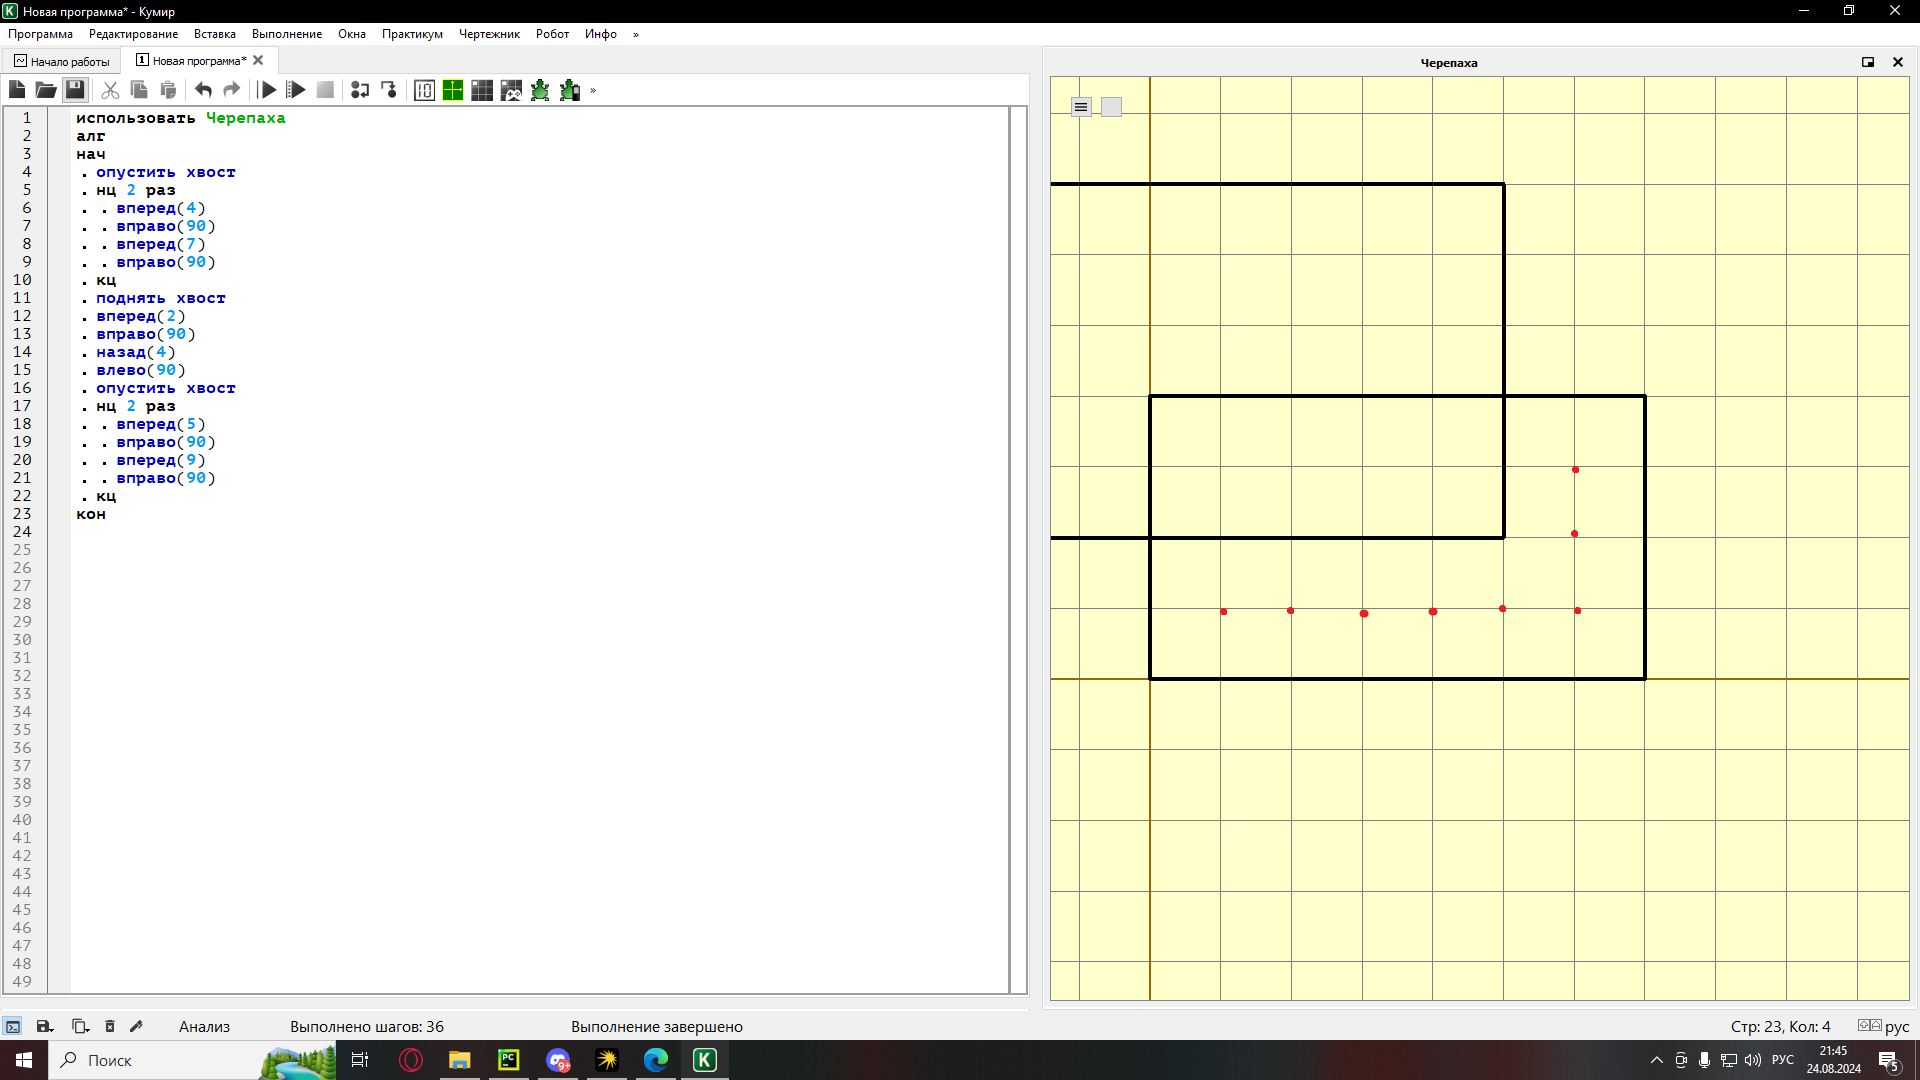 Новая программа* - Кумир
Программа Редактирование Вставка Выполнение Окна Практикум Чертежник Робот Инфо »
Начало работы
1 Новая программа*
Черепаха
»
1 использовать Черепаха
2 алг
3 нач
4 . опустить хвост
5 . нц 2 раз
6 . . вперед(4)
7 . . вправо(90)
8 . . вперед(7)
9 . . вправо(90)
10 . кц
11 . поднять хвост
12 . вперед(2)
13 . вправо(90)
14 . назад(4)
15 . влево(90)
16 . опустить хвост
17 . нц 2 раз
18 . . вперед(5)
19 . . вправо(90)
20 . . вперед(9)
21 . . вправо(90)
22 . кц
23 кон
24
25
26
27
28
29
30
31
32
33
34
35
36
37
38
39
40
41
42
43
44
45
46
47
48
49
Анализ Выполнено шагов: 36 Выполнение завершено Стр: 23, Кол: 4 рус
Поиск
PC
9+
РУС
21:45
24.08.2024
5